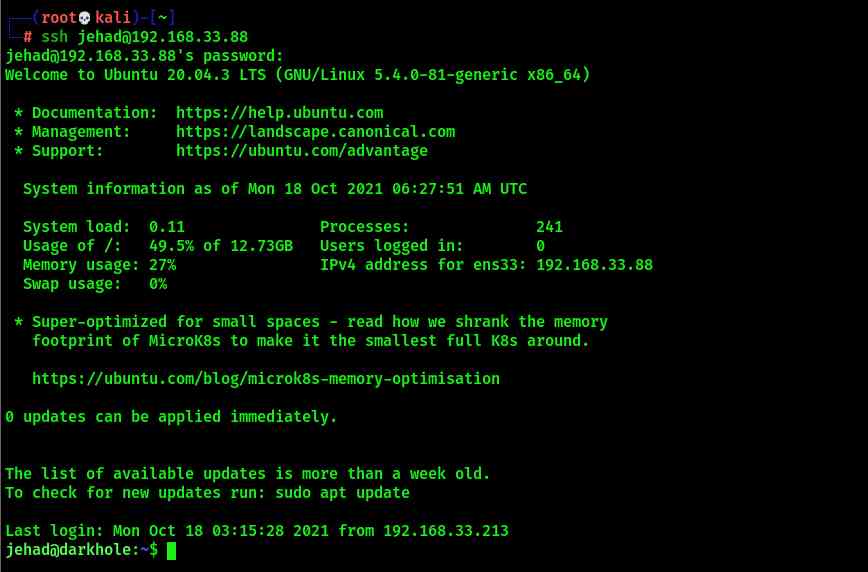 ┌──(root💀kali)-[~]
└─# ssh jehad@192.168.33.88
jehad@192.168.33.88's password:
Welcome to Ubuntu 20.04.3 LTS (GNU/Linux 5.4.0-81-generic x86_64)
* Documentation:  https://help.ubuntu.com
* Management:     https://landscape.canonical.com
* Support:        https://ubuntu.com/advantage
System information as of Mon 18 Oct 2021 06:27:51 AM UTC
System load:  0.11               Processes:              241
Usage of /:   49.5% of 12.73GB   Users logged in:        0
Memory usage: 27%                IPv4 address for ens33: 192.168.33.88
Swap usage:   0%
* Super-optimized for small spaces - read how we shrank the memory
footprint of MicroK8s to make it the smallest full K8s around.
https://ubuntu.com/blog/microk8s-memory-optimisation
0 updates can be applied immediately.
The list of available updates is more than a week old.
To check for new updates run: sudo apt update
Last login: Mon Oct 18 03:15:28 2021 from 192.168.33.213
jehad@darkhole:~$